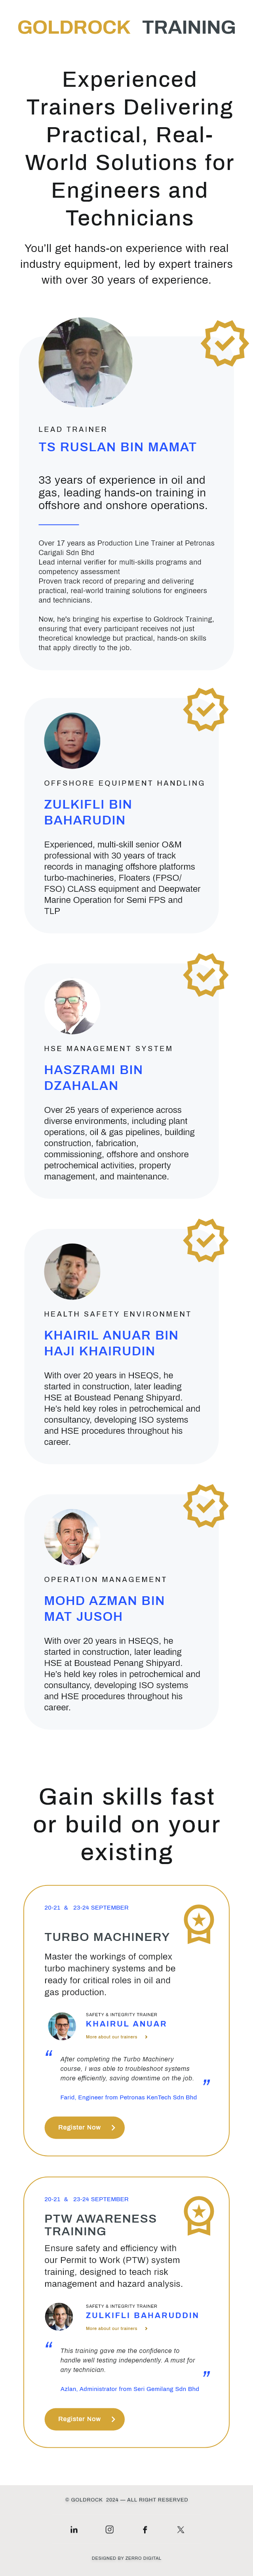 GOLDROCK TRAINING
Experienced
Trainers Delivering
Practical, Real-
World Solutions for
Engineers and
Technicians
You'll get hands-on experience with real
industry equipment, led by expert trainers
with over 30 years of experience.
LEAD TRAINER
TS RUSLAN BIN MAMAT
33 years of experience in oil and
gas, leading hands-on training in
offshore and onshore operations.
Over 17 years as Production Line Trainer at Petronas
Carigali Sdn Bhd
Lead internal verifier for multi-skills programs and
competency assessment
Proven track record of preparing and delivering
practical, real-world training solutions for engineers
and technicians.
Now, he's bringing his expertise to Goldrock Training,
ensuring that every participant receives not just
theoretical knowledge but practical, hands-on skills
that apply directly to the job.
OFFSHORE EQUIPMENT HANDLING
ZULKIFLI BIN
BAHARUDIN
Experienced, multi-skill senior O&M
professional with 30 years of track
records in managing offshore platforms
turbo-machineries, Floaters (FPSO/
FSO) CLASS equipment and Deepwater
Marine Operation for Semi FPS and
TLP
HSE MANAGEMENT SYSTEM
HASZRAMI BIN
DZAHALAN
Over 25 years of experience across
diverse environments, including plant
operations, oil & gas pipelines, building
construction, fabrication,
commissioning, offshore and onshore
petrochemical activities, property
management, and maintenance.
HEALTH SAFETY ENVIRONMENT
KHAIRIL ANUAR BIN
HAJI KHAIRUDIN
With over 20 years in HSEQS, he
started in construction, later leading
HSE at Boustead Penang Shipyard.
He's held key roles in petrochemical and
consultancy, developing ISO systems
and HSE procedures throughout his
career.
OPERATION MANAGEMENT
MOHD AZMAN BIN
MAT JUSOH
With over 20 years in HSEQS, he
started in construction, later leading
HSE at Boustead Penang Shipyard.
He's held key roles in petrochemical and
consultancy, developing ISO systems
and HSE procedures throughout his
career.
Gain skills fast
or build on your
existing
20-21 & 23-24 SEPTEMBER
TURBO MACHINERY
Master the workings of complex
turbo machinery systems and be
ready for critical roles in oil and
gas production.
SAFETY & INTEGRITY TRAINER
KHAIRUL ANUAR
More about our trainers >
“ After completing the Turbo Machinery
course, I was able to troubleshoot systems
more efficiently, saving downtime on the job. ”
Farid, Engineer from Petronas KenTech Sdn Bhd
Register Now >
20-21 & 23-24 SEPTEMBER
PTW AWARENESS
TRAINING
Ensure safety and efficiency with
our Permit to Work (PTW) system
training, designed to teach risk
management and hazard analysis.
SAFETY & INTEGRITY TRAINER
ZULKIFLI BAHARUDDIN
More about our trainers >
“ This training gave me the confidence to
handle well testing independently. A must for
any technician. ”
Azlan, Administrator from Seri Gemilang Sdn Bhd
Register Now >
© GOLDROCK 2024 — ALL RIGHT RESERVED
DESIGNED BY ZERRO DIGITAL